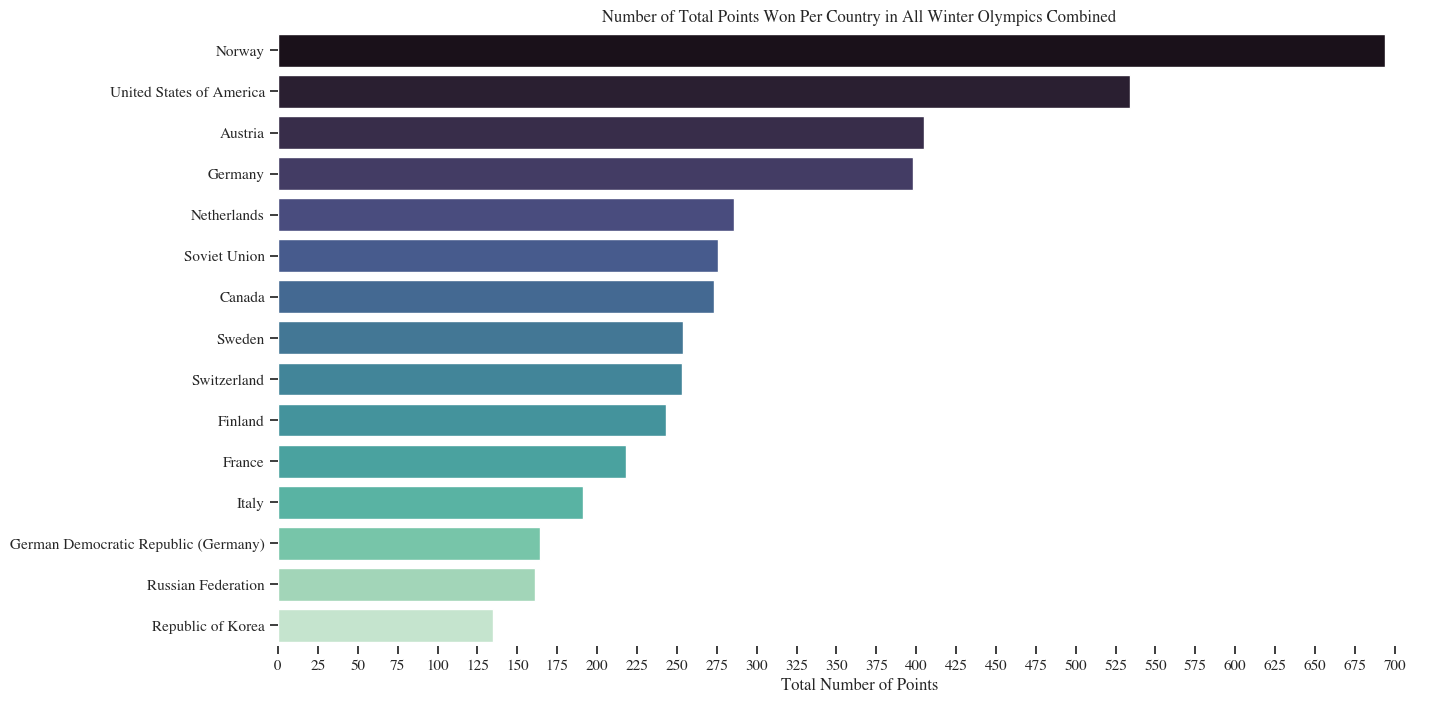 Number of Total Points Won Per Country in All Winter Olympics Combined
Norway
United States of America
Austria
Germany
Netherlands
Soviet Union
Canada
Sweden
Switzerland
Finland
France
Italy
German Democratic Republic (Germany)
Russian Federation
Republic of Korea
0 25 50 75 100 125 150 175 200 225 250 275 300 325 350 375 400 425 450 475 500 525 550 575 600 625 650 675 700
Total Number of Points